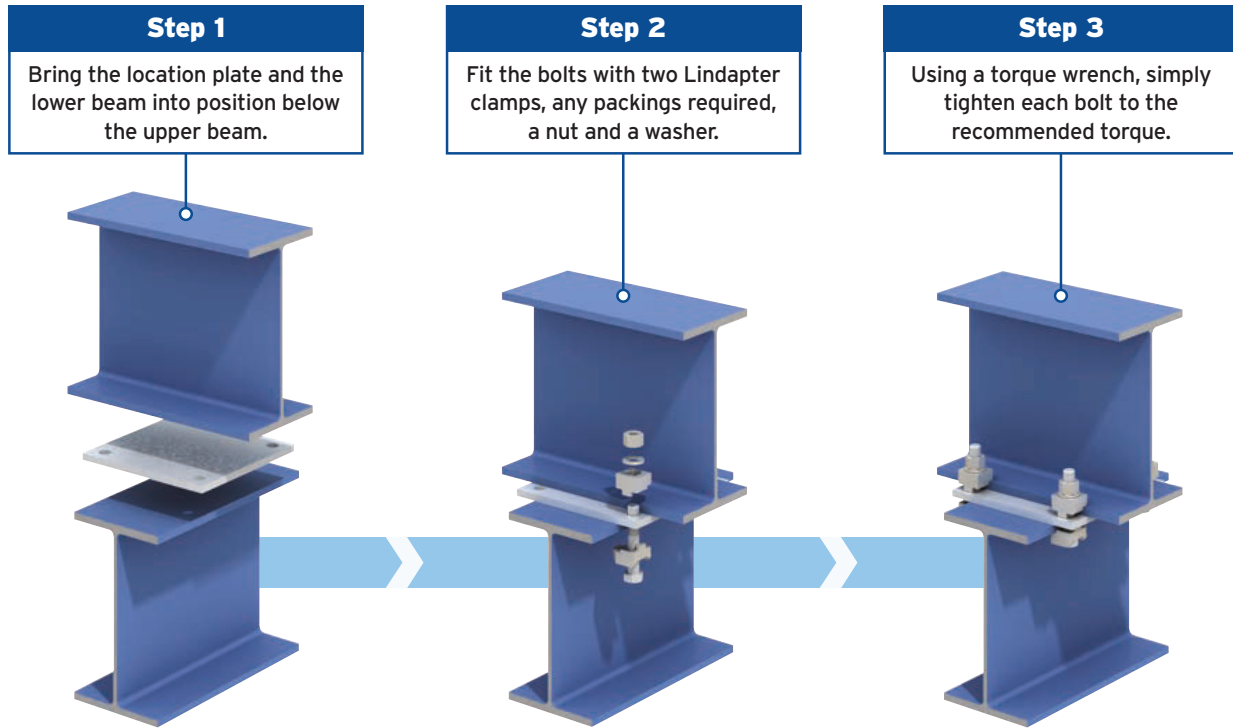 Step 1
Bring the location plate and the
lower beam into position below
the upper beam.
Step 2
Fit the bolts with two Lindapter
clamps, any packings required,
a nut and a washer.
Step 3
Using a torque wrench, simply
tighten each bolt to the
recommended torque.